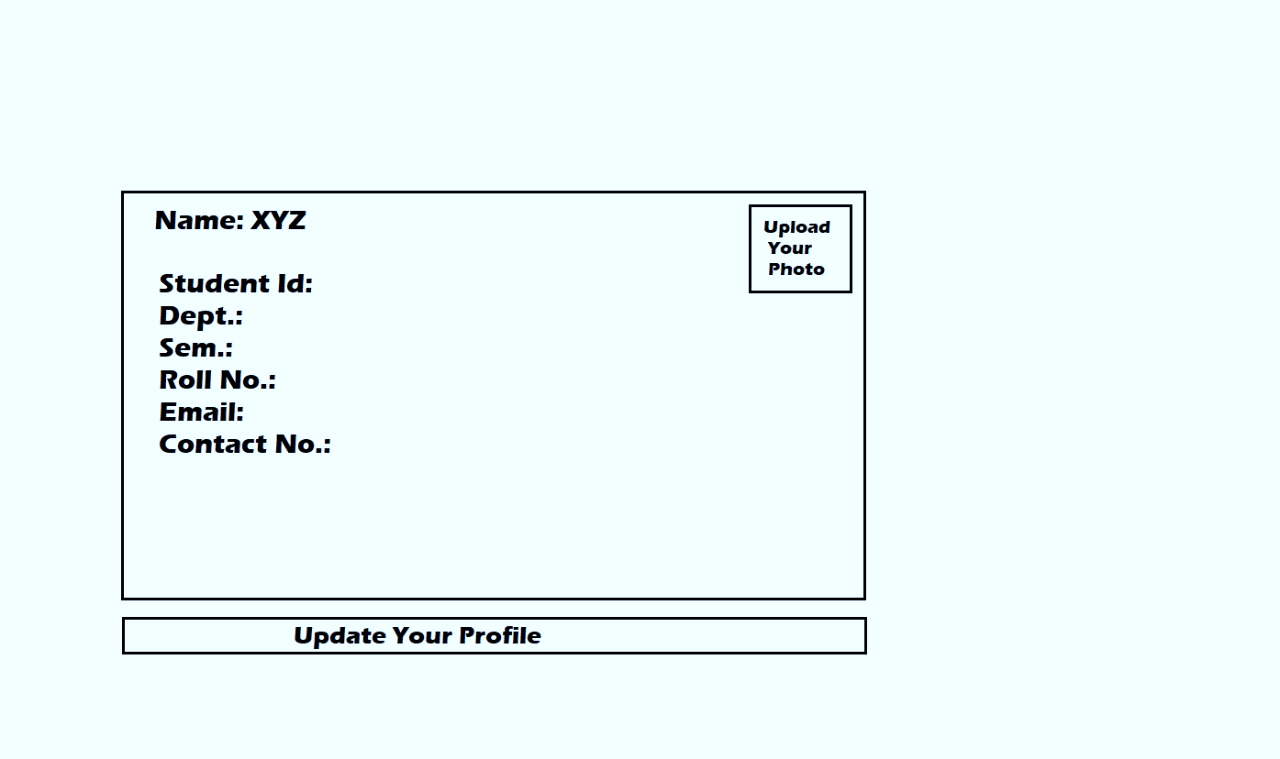 Name: XYZ
Upload
Your
Photo
Student Id:
Dept.:
Sem.:
Roll No.:
Email:
Contact No.:
Update Your Profile